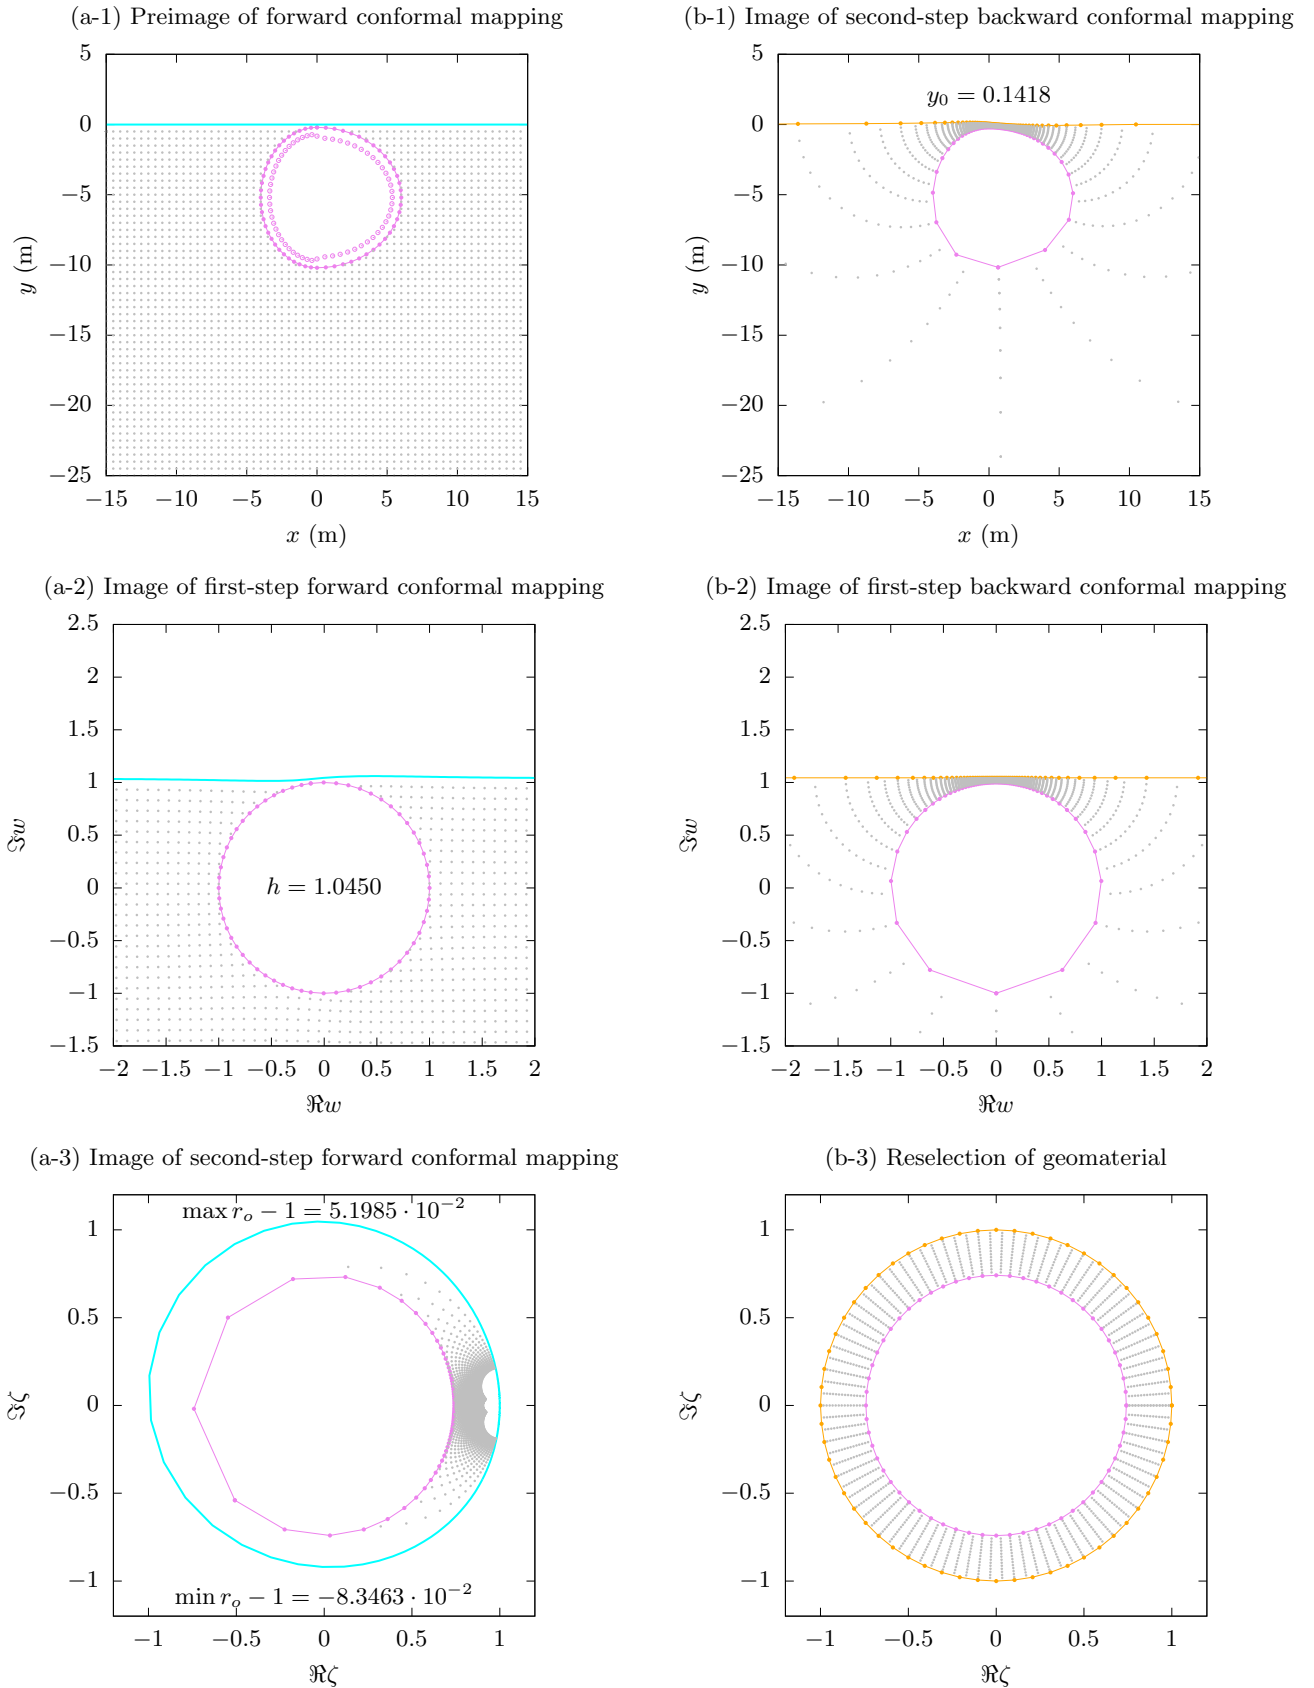 (a-1) Preimage of forward conformal mapping
5
0
−5
−10
−15
−20
−25
y (m)
−15 −10 −5 0 5 10 15
x (m)
(b-1) Image of second-step backward conformal mapping
y₀ = 0.1418
5
0
−5
−10
−15
−20
−25
y (m)
−15 −10 −5 0 5 10 15
x (m)
(a-2) Image of first-step forward conformal mapping
2.5
2
1.5
1
0.5
0
−0.5
−1
−1.5
ℑw
h = 1.0450
−2 −1.5 −1 −0.5 0 0.5 1 1.5 2
ℜw
(b-2) Image of first-step backward conformal mapping
2.5
2
1.5
1
0.5
0
−0.5
−1
−1.5
ℑw
−2 −1.5 −1 −0.5 0 0.5 1 1.5 2
ℜw
(a-3) Image of second-step forward conformal mapping
max rₒ − 1 = 5.1985 · 10⁻²
1
0.5
0
−0.5
−1
ℑζ
min rₒ − 1 = −8.3463 · 10⁻²
−1 −0.5 0 0.5 1
ℜζ
(b-3) Reselection of geomaterial
1
0.5
0
−0.5
−1
ℑζ
−1 −0.5 0 0.5 1
ℜζ